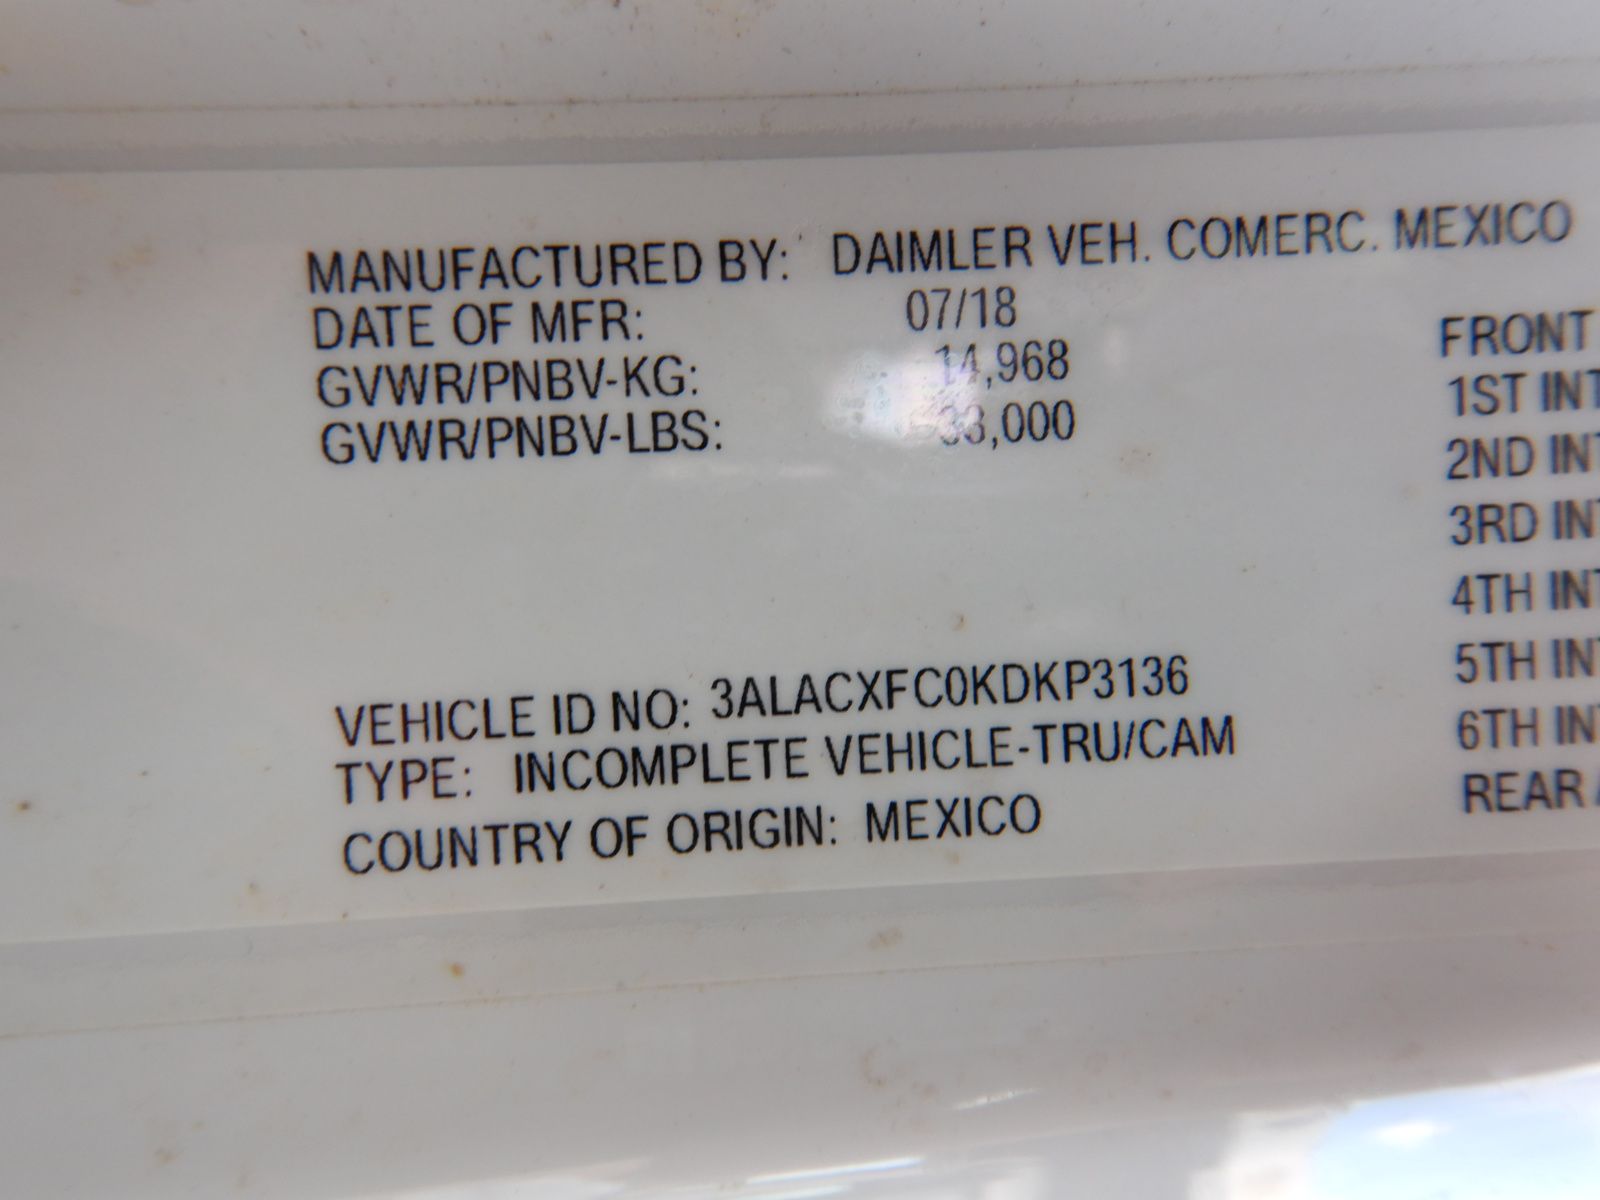 MANUFACTURED BY: DAIMLER VEH. COMERC. MEXICO
DATE OF MFR: 07/18
GVWR/PNBV-KG: 14,968
GVWR/PNBV-LBS: 33,000
VEHICLE ID NO: 3ALACXFC0KDKP3136
TYPE: INCOMPLETE VEHICLE-TRU/CAM
COUNTRY OF ORIGIN: MEXICO
FRONT
1ST INT
2ND INT
3RD INT
4TH INT
5TH INT
6TH INT
REAR